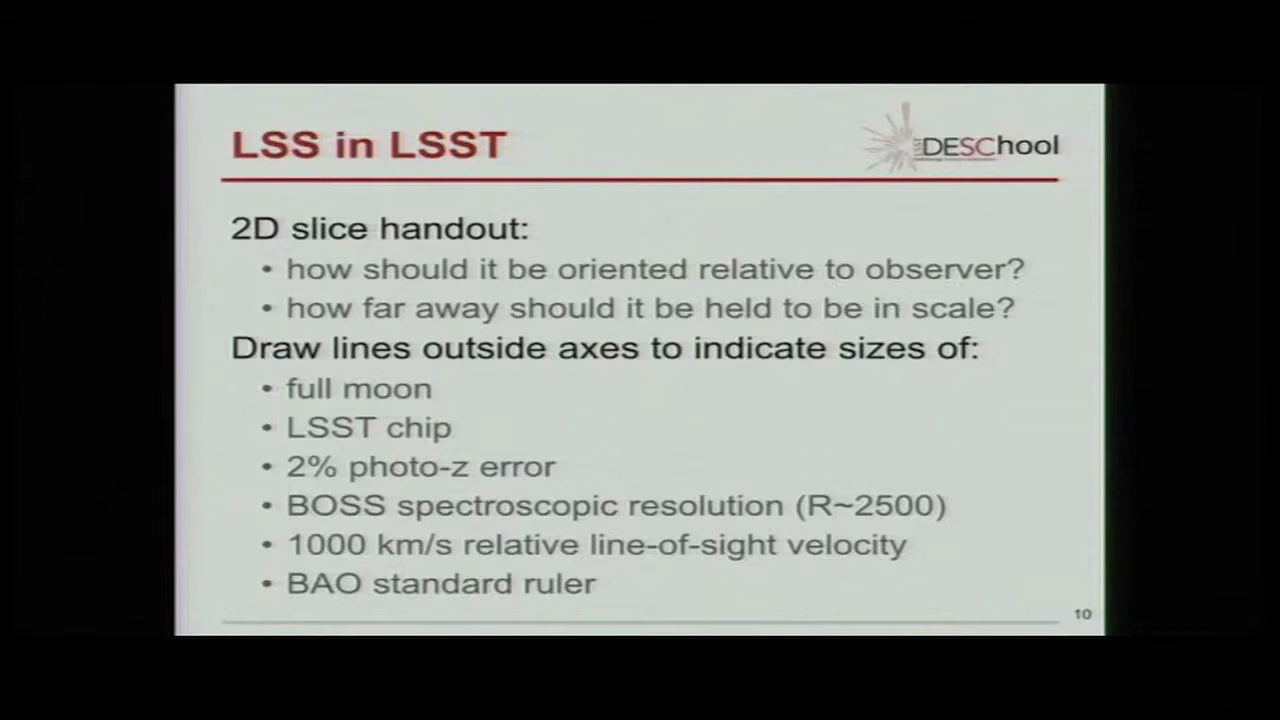 LSS in LSST
DESChool
2D slice handout:
• how should it be oriented relative to observer?
• how far away should it be held to be in scale?
Draw lines outside axes to indicate sizes of:
• full moon
• LSST chip
• 2% photo-z error
• BOSS spectroscopic resolution (R~2500)
• 1000 km/s relative line-of-sight velocity
• BAO standard ruler
10